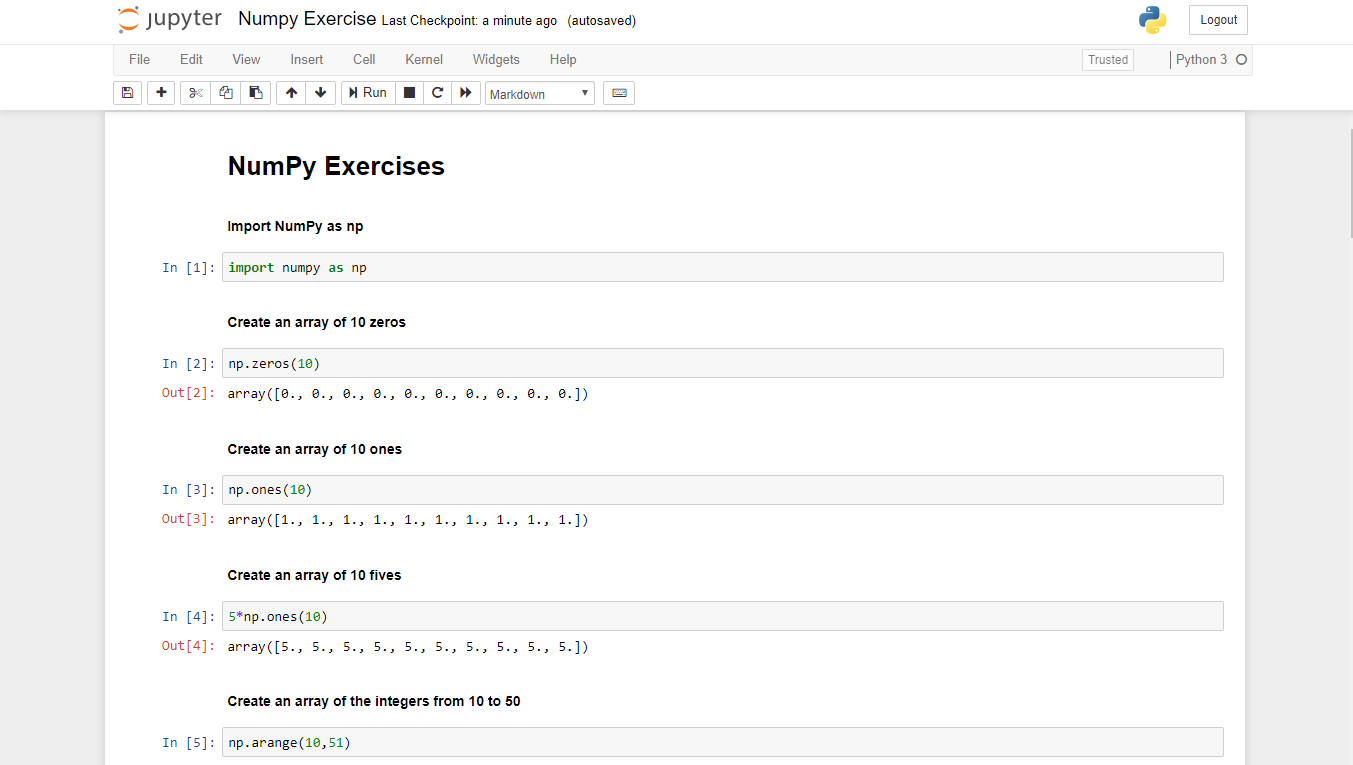 jupyter Numpy Exercise Last Checkpoint: a minute ago (autosaved) Logout
File Edit View Insert Cell Kernel Widgets Help Trusted Python 3
Run Markdown
NumPy Exercises
Import NumPy as np
In [1]: import numpy as np
Create an array of 10 zeros
In [2]: np.zeros(10)
Out[2]: array([0., 0., 0., 0., 0., 0., 0., 0., 0., 0.])
Create an array of 10 ones
In [3]: np.ones(10)
Out[3]: array([1., 1., 1., 1., 1., 1., 1., 1., 1., 1.])
Create an array of 10 fives
In [4]: 5*np.ones(10)
Out[4]: array([5., 5., 5., 5., 5., 5., 5., 5., 5., 5.])
Create an array of the integers from 10 to 50
In [5]: np.arange(10,51)